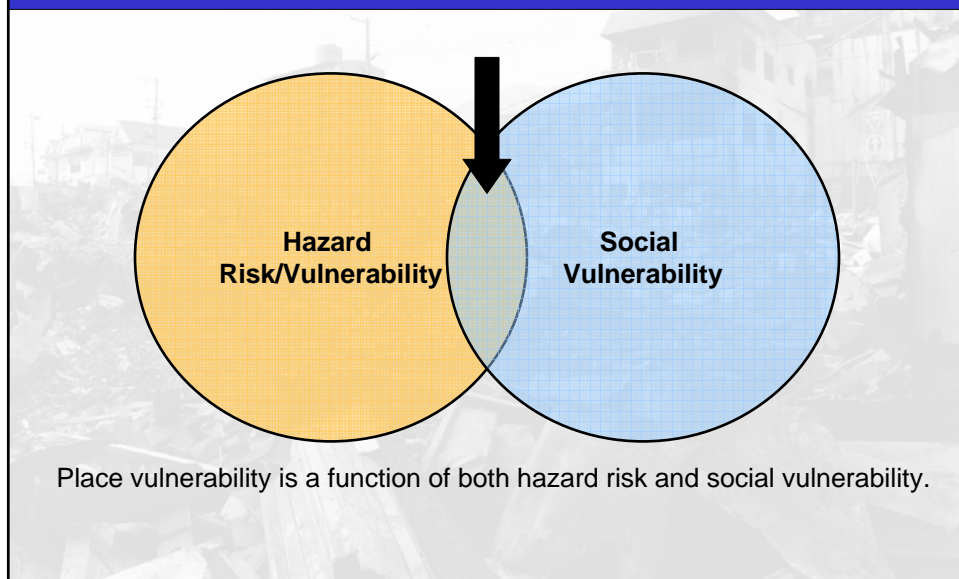 Hazard
Risk/Vulnerability
Social
Vulnerability
Place vulnerability is a function of both hazard risk and social vulnerability.